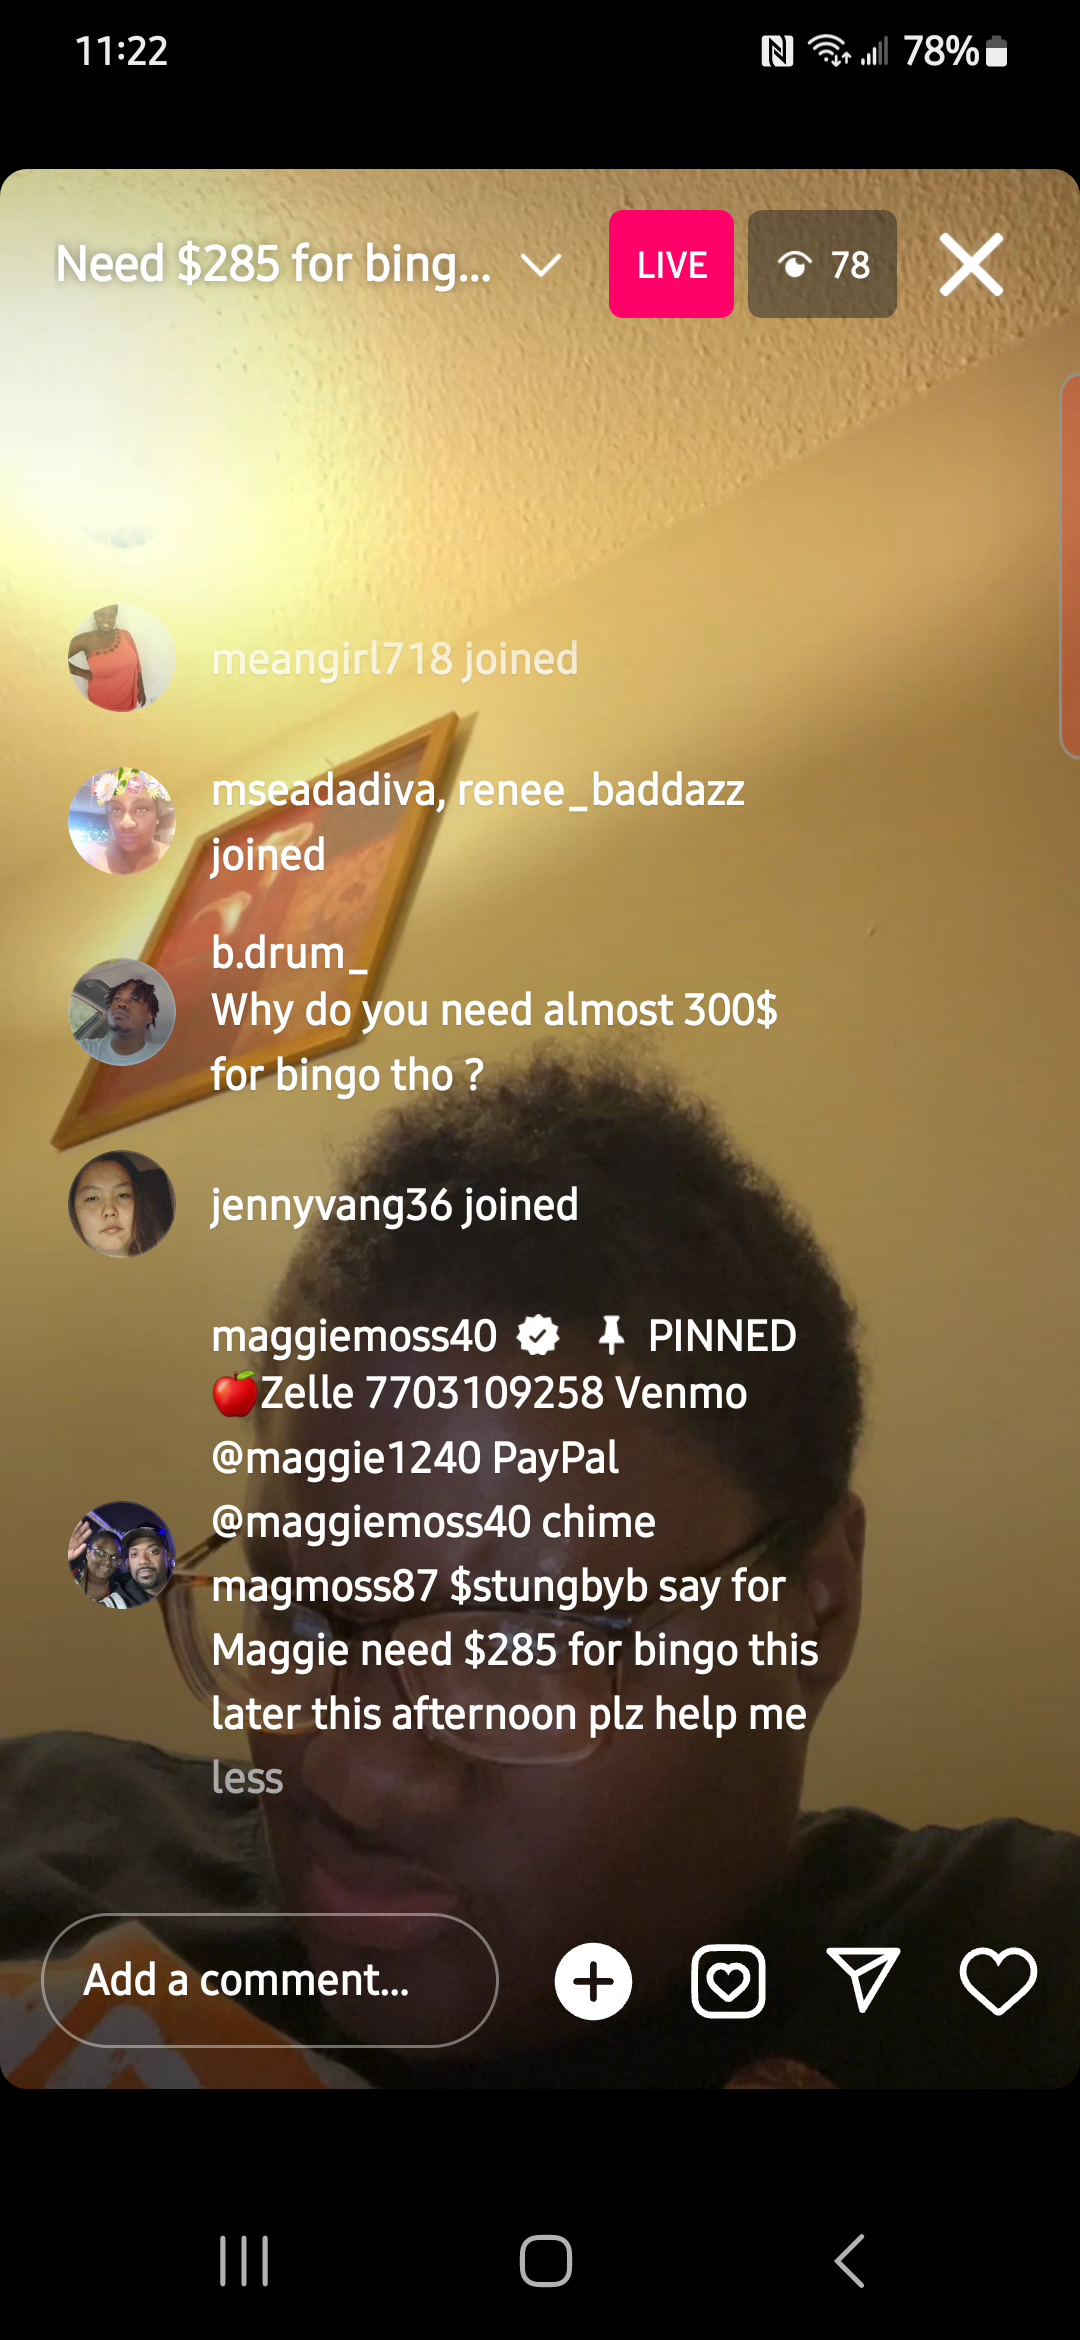 11:22
78%
Need $285 for bing...
LIVE
78
meangirl718 joined
mseadadiva, renee_baddazz
joined
b.drum_
Why do you need almost 300$
for bingo tho ?
jennyvang36 joined
maggiemoss40 PINNED
🍎Zelle 7703109258 Venmo
@maggie1240 PayPal
@maggiemoss40 chime
magmoss87 $stungbyb say for
Maggie need $285 for bingo this
later this afternoon plz help me
less
Add a comment...